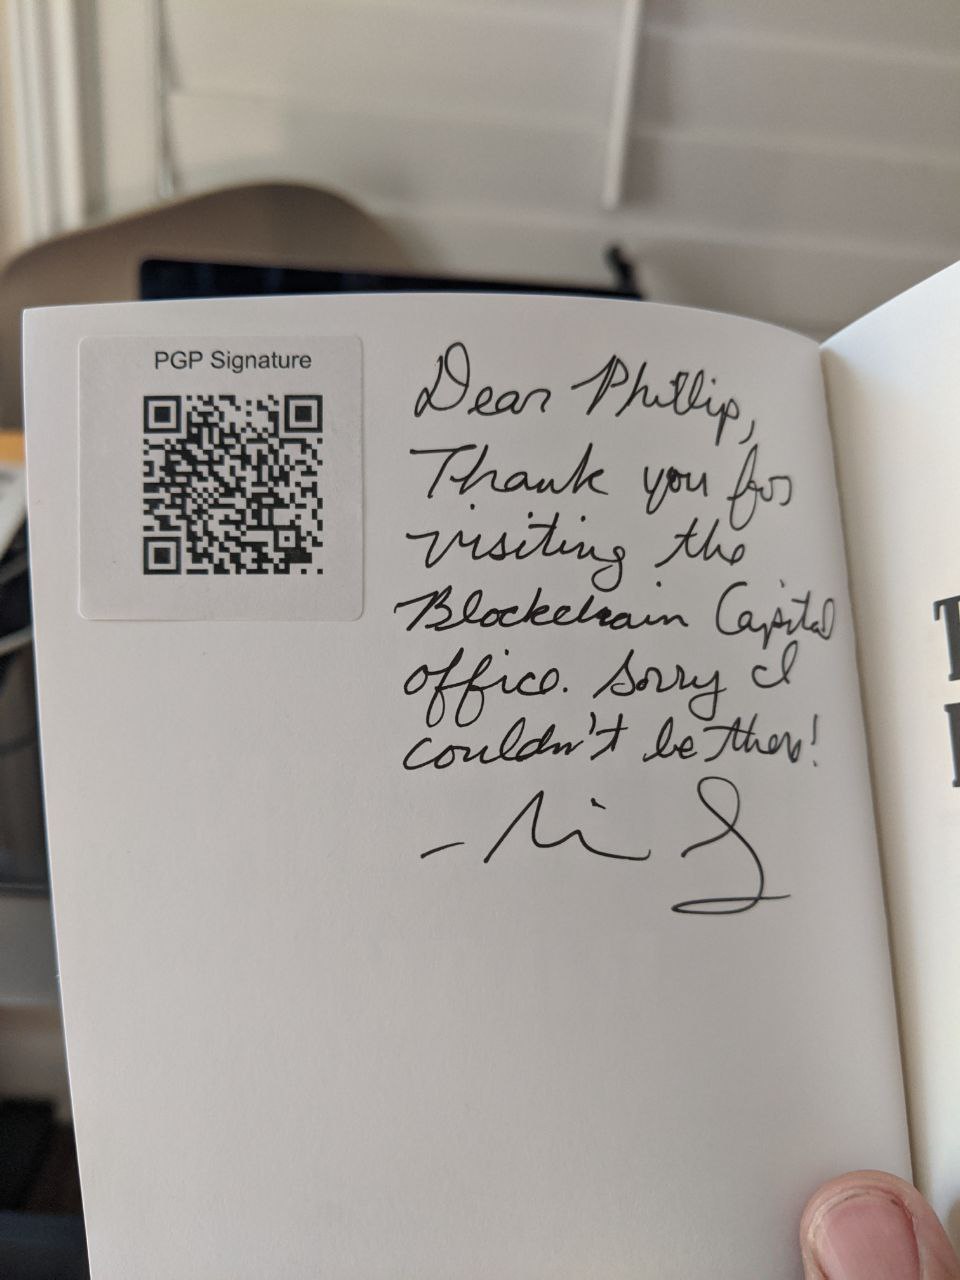 PGP Signature
Dear Phillip,
Thank you for
visiting the
Blockchain Capital
office. Sorry I
couldn't be there!